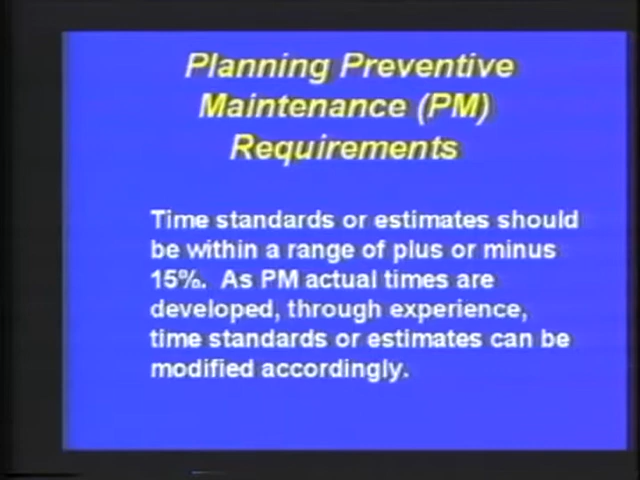 Planning Preventive
Maintenance (PM)
Requirements
Time standards or estimates should
be within a range of plus or minus
15%.  As PM actual times are
developed, through experience,
time standards or estimates can be
modified accordingly.